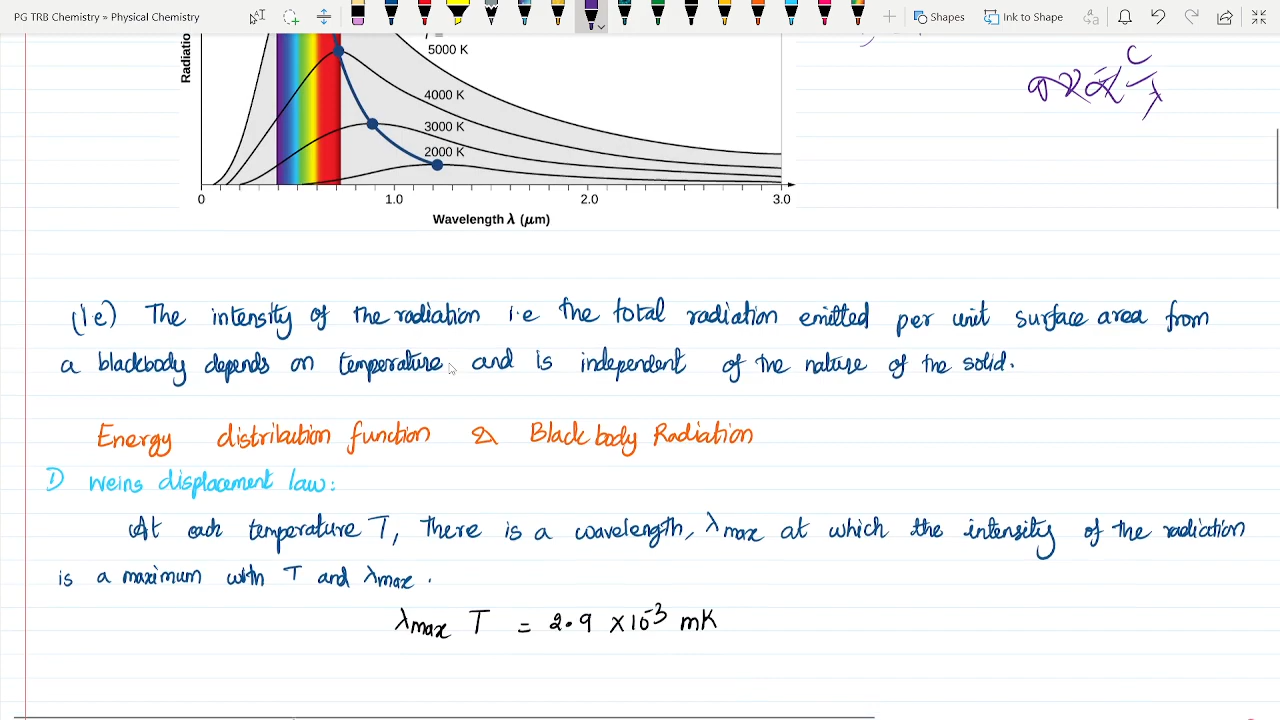 PG TRB Chemistry » Physical Chemistry
Shapes
Ink to Shape
Radiatio
5000 K
4000 K
3000 K
2000 K
0 1.0 2.0 3.0
Wavelength λ (μm)
(i.e) The intensity of the radiation i.e the total radiation emitted per unit surface area from
a blackbody depends on temperature and is independent of the nature of the solid.
Energy distribution function & Blackbody Radiation
1) Weins displacement law:
At each temperature T, there is a wavelength, λmax at which the intensity of the radiation
is a maximum with T and λmax.
λmax T = 2.9 × 10⁻³ mK